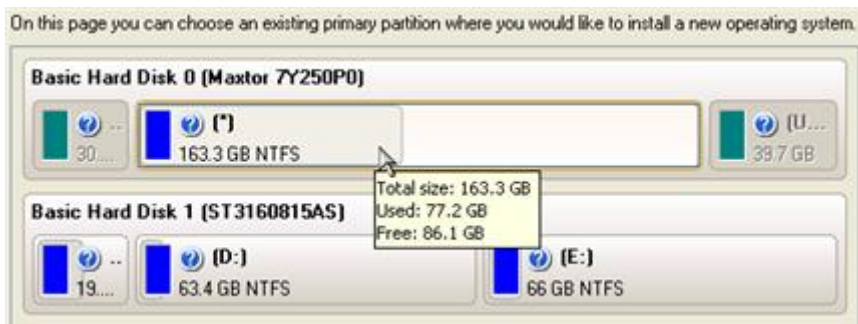 On this page you can choose an existing primary partition where you would like to install a new operating system.
Basic Hard Disk 0 (Maxtor 7Y250P0)
..
30....
(*)
163.3 GB NTFS
(U...
39.7 GB
Total size: 163.3 GB
Used: 77.2 GB
Free: 86.1 GB
Basic Hard Disk 1 (ST3160815AS)
..
19....
(D:)
63.4 GB NTFS
(E:)
66 GB NTFS